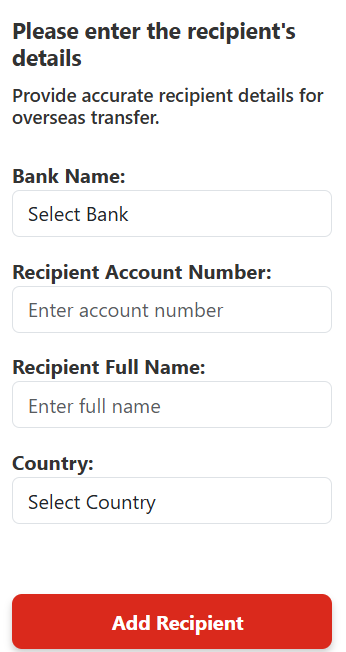 Please enter the recipient's
details
Provide accurate recipient details for
overseas transfer.
Bank Name:
Select Bank
Recipient Account Number:
Enter account number
Recipient Full Name:
Enter full name
Country:
Select Country
Add Recipient